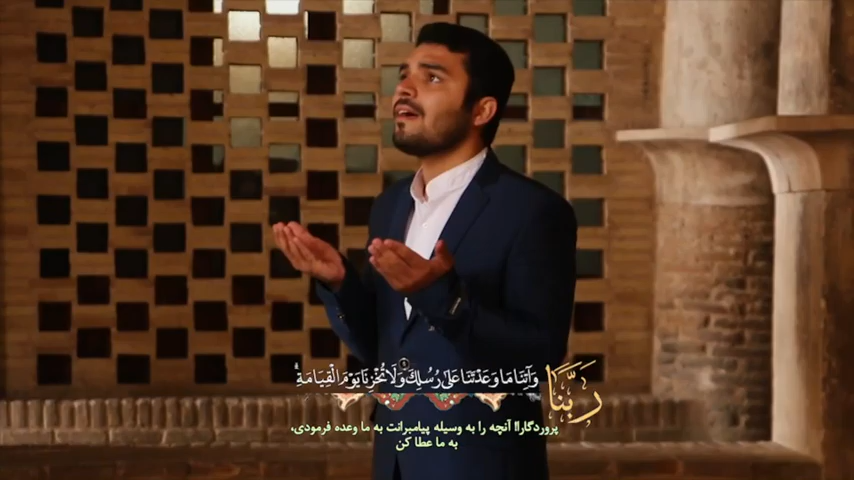 رَبَّنَا وَآتِنَا مَا وَعَدْتَنَا عَلَىٰ رُسُلِكَ وَلَا تُخْزِنَا يَوْمَ الْقِيَامَةِ
پروردگارا! آنچه را به وسیله پیامبرانت به ما وعده فرمودی،
به ما عطا کن